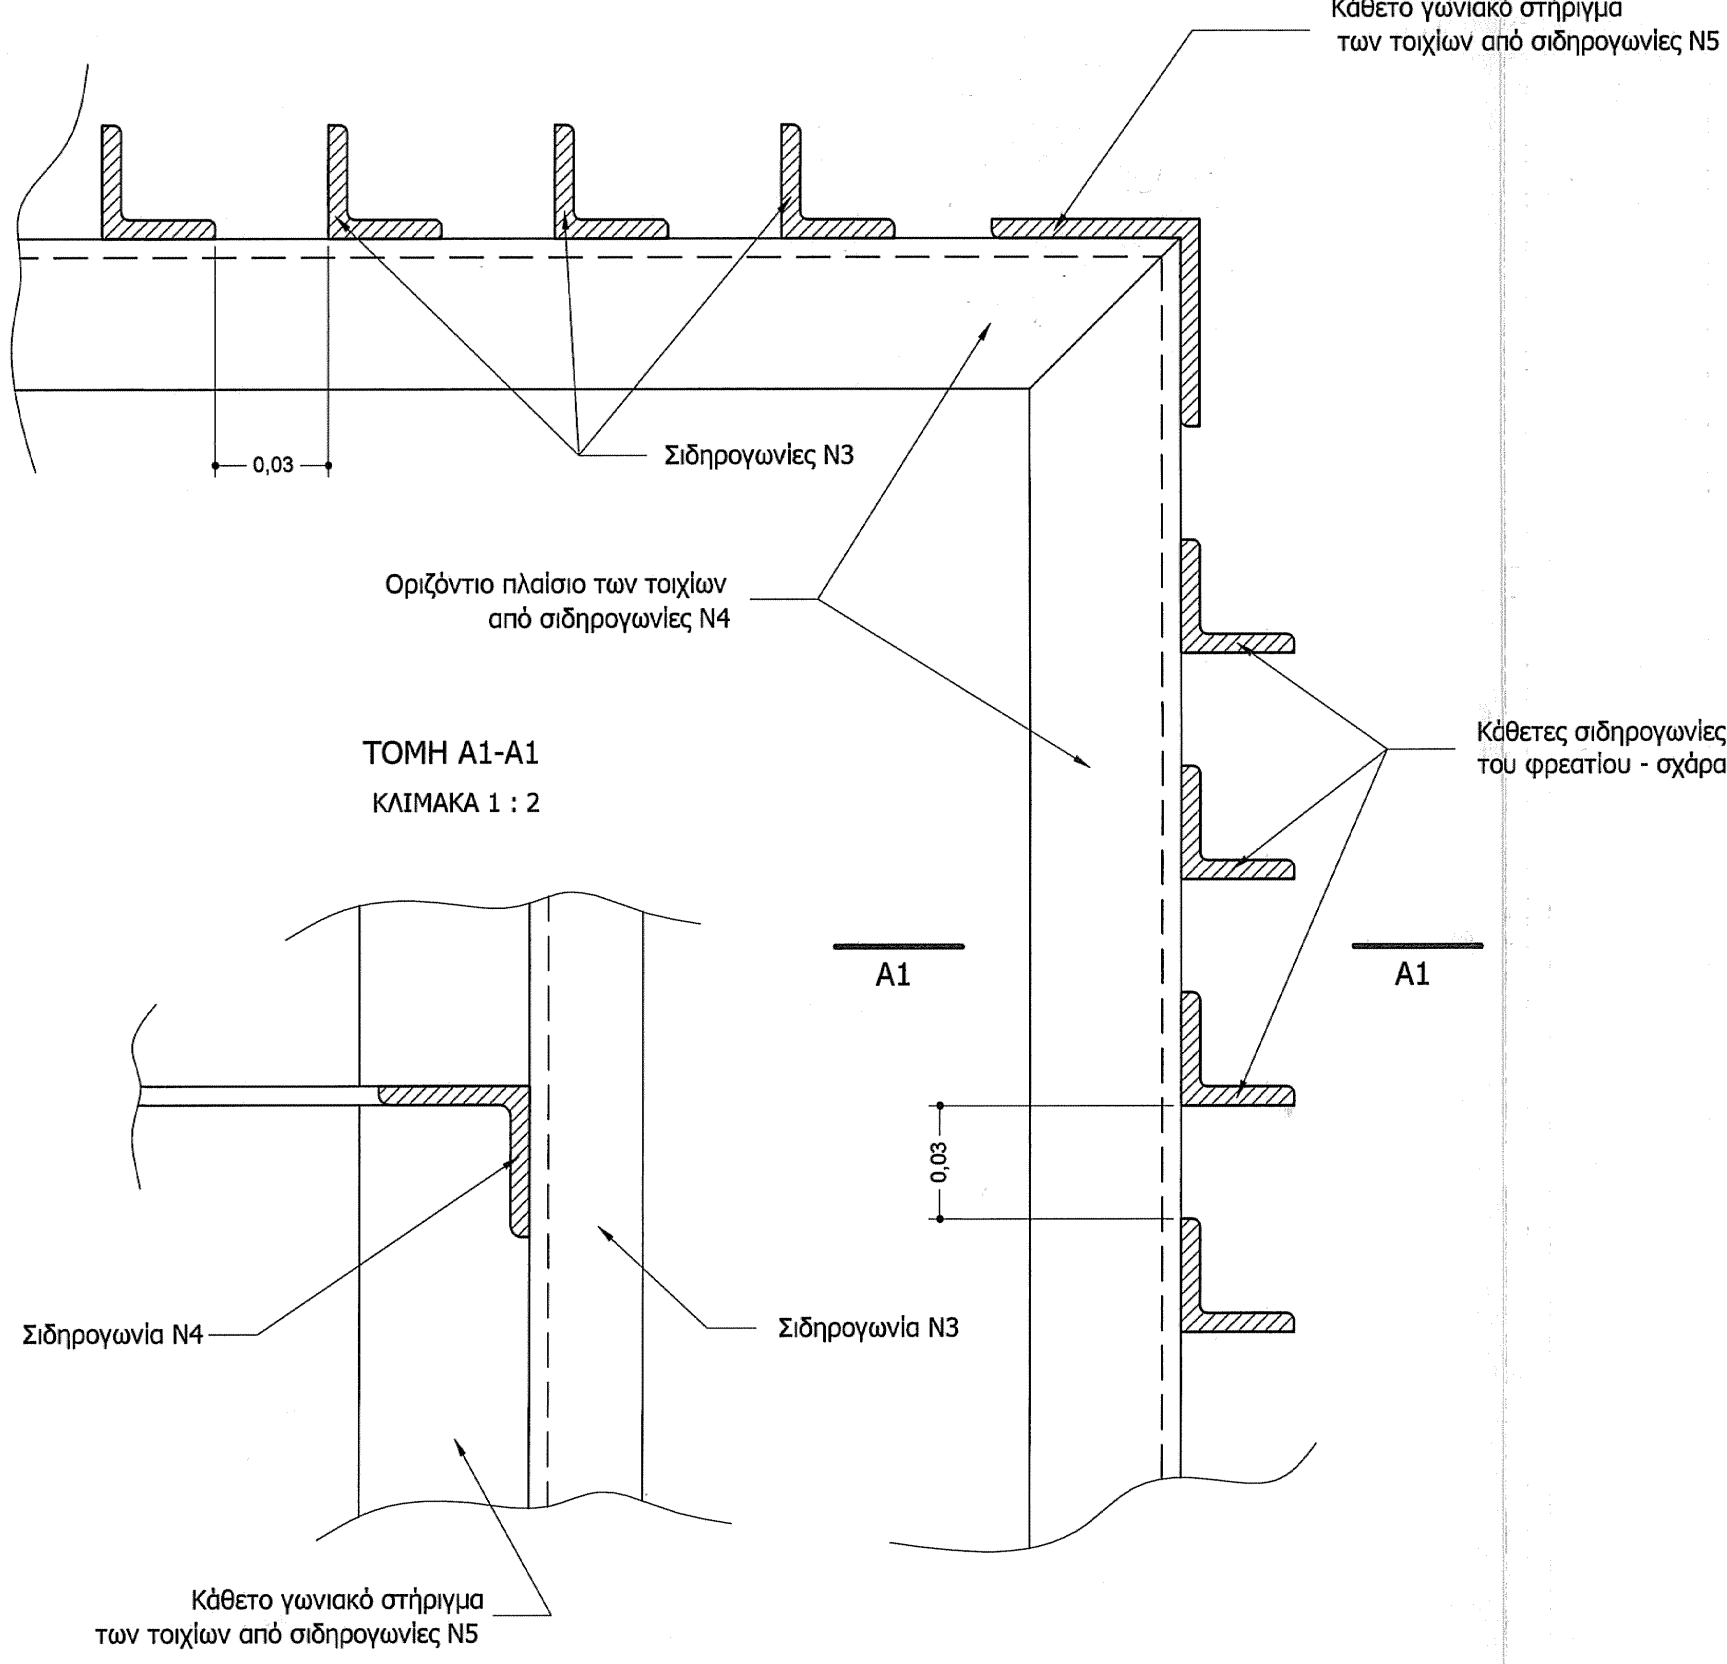 Κάθετο γωνιακό στήριγμα
των τοιχίων από σιδηρογωνίες Ν5
0,03
Σιδηρογωνίες Ν3
Οριζόντιο πλαίσιο των τοιχίων
από σιδηρογωνίες Ν4
Κάθετες σιδηρογωνίες
του φρεατίου - σχάρα
ΤΟΜΗ Α1-Α1
ΚΛΙΜΑΚΑ 1 : 2
Α1
Α1
0,03
Σιδηρογωνία Ν4
Σιδηρογωνία Ν3
Κάθετο γωνιακό στήριγμα
των τοιχίων από σιδηρογωνίες Ν5